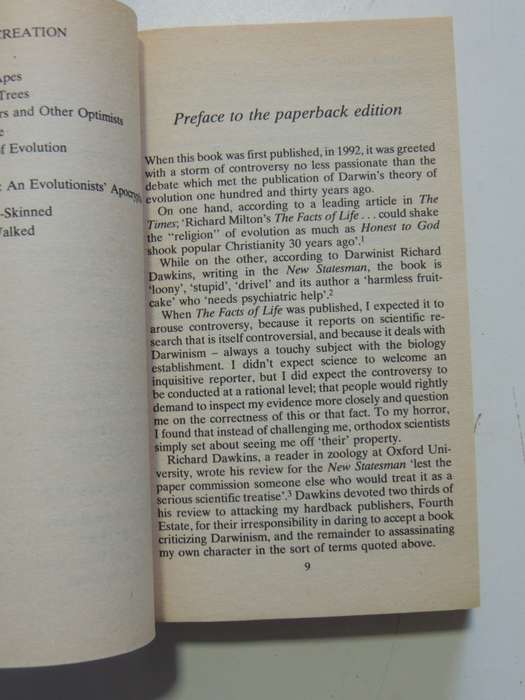 CREATION
Apes
Trees
rs and Other Optimists
e
of Evolution
: An Evolutionists'
-Skinned
Walked
Preface to the paperback edition
When this book was first published, in 1992, it was greeted
with a storm of controversy no less passionate than the
debate which met the publication of Darwin's theory of
evolution one hundred and thirty years ago.
On one hand, according to a leading article in The
Times; 'Richard Milton's The Facts of Life . . . could shake
the "religion" of evolution as much as Honest to God
shook popular Christianity 30 years ago'.1
While on the other, according to Darwinist Richard
Dawkins, writing in the New Statesman, the book is
'loony', 'stupid', 'drivel' and its author a 'harmless fruit-
cake' who 'needs psychiatric help'.2
When The Facts of Life was published, I expected it to
arouse controversy, because it reports on scientific re-
search that is itself controversial, and because it deals with
Darwinism – always a touchy subject with the biology
establishment. I didn't expect science to welcome an
inquisitive reporter, but I did expect the controversy to
be conducted at a rational level; that people would rightly
demand to inspect my evidence more closely and question
me on the correctness of this or that fact. To my horror,
I found that instead of challenging me, orthodox scientists
simply set about seeing me off 'their' property.
Richard Dawkins, a reader in zoology at Oxford Uni-
versity, wrote his review for the New Statesman 'lest the
paper commission someone else who would treat it as a
serious scientific treatise'.3 Dawkins devoted two thirds of
his review to attacking my hardback publishers, Fourth
Estate, for their irresponsibility in daring to accept a book
criticizing Darwinism, and the remainder to assassinating
my own character in the sort of terms quoted above.
9